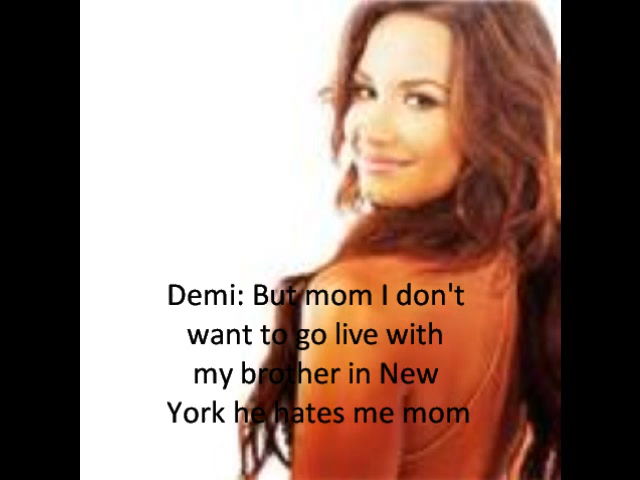 Demi: But mom I don't
want to go live with
my brother in New
York he hates me mom